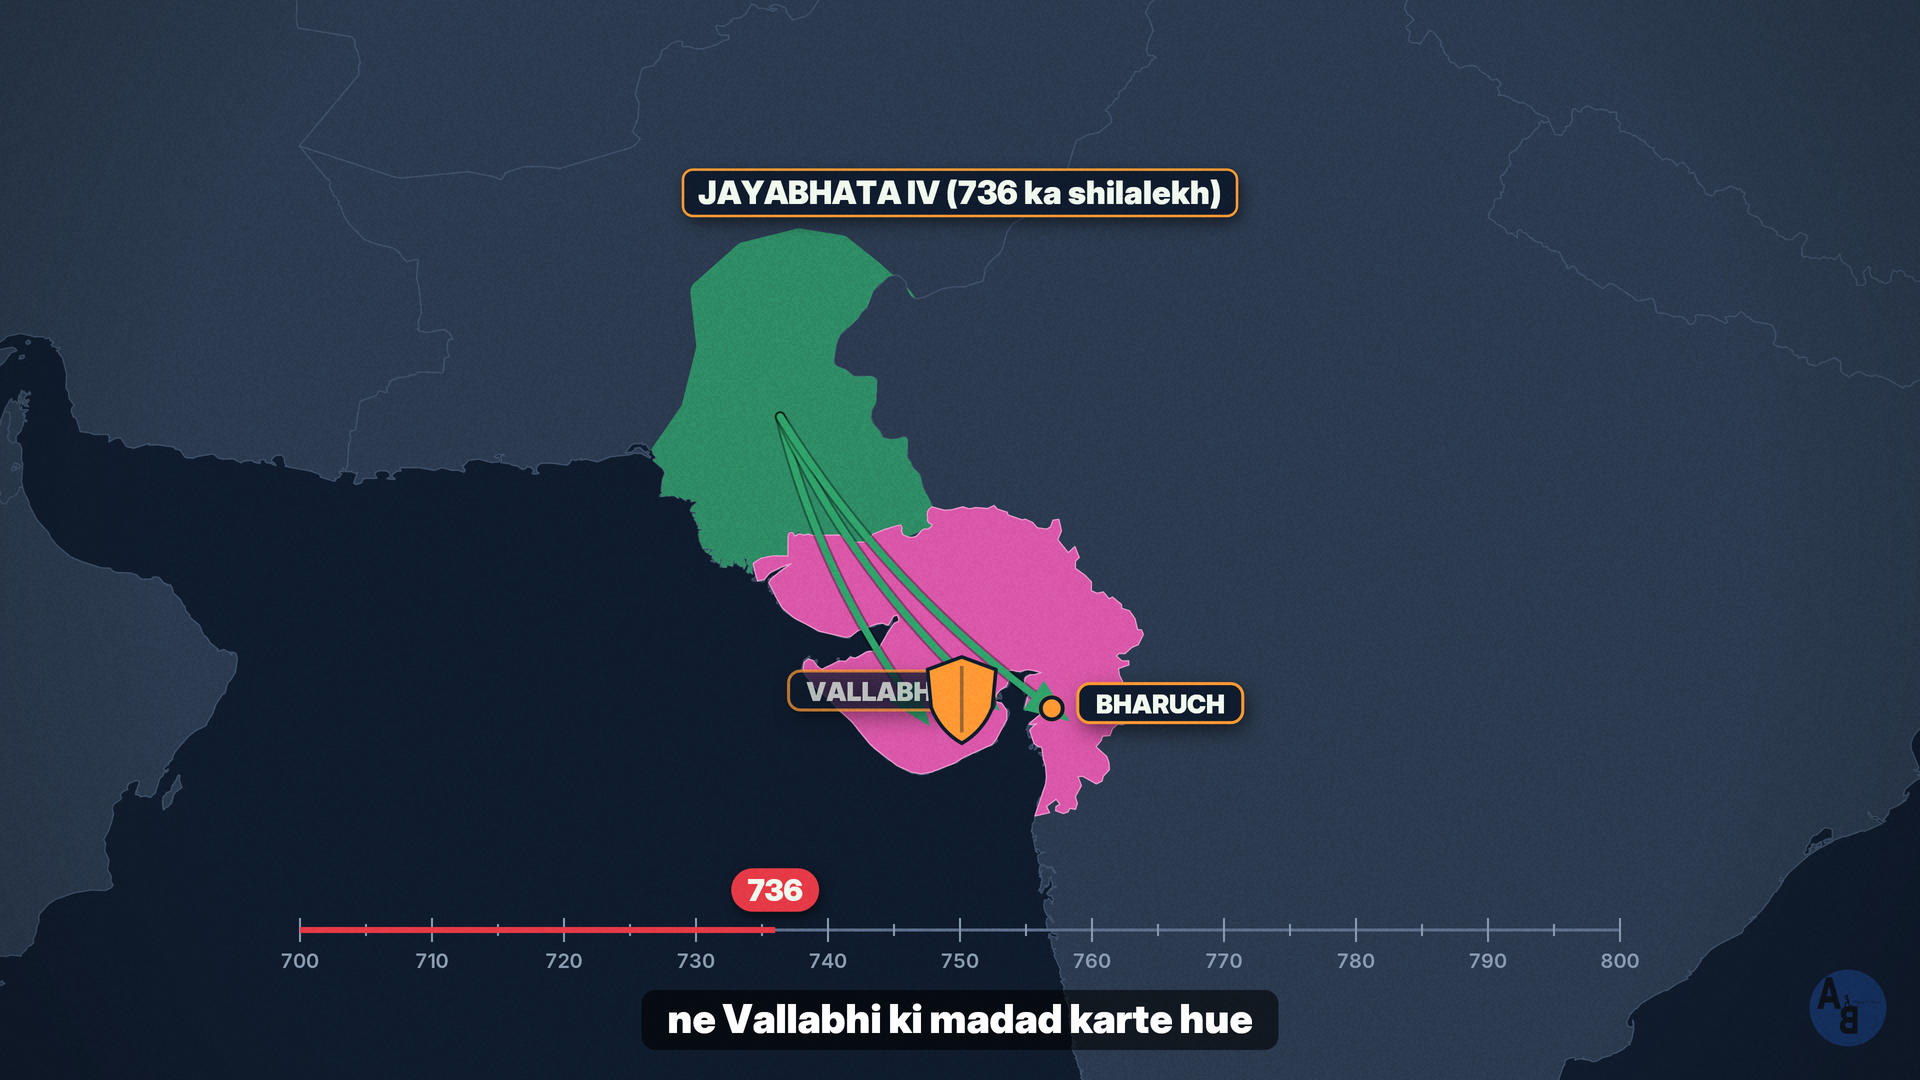 JAYABHATA IV (736 ka shilalekh)
VALLABH
BHARUCH
736
700 710 720 730 740 750 760 770 780 790 800
ne Vallabhi ki madad karte hue
A
B